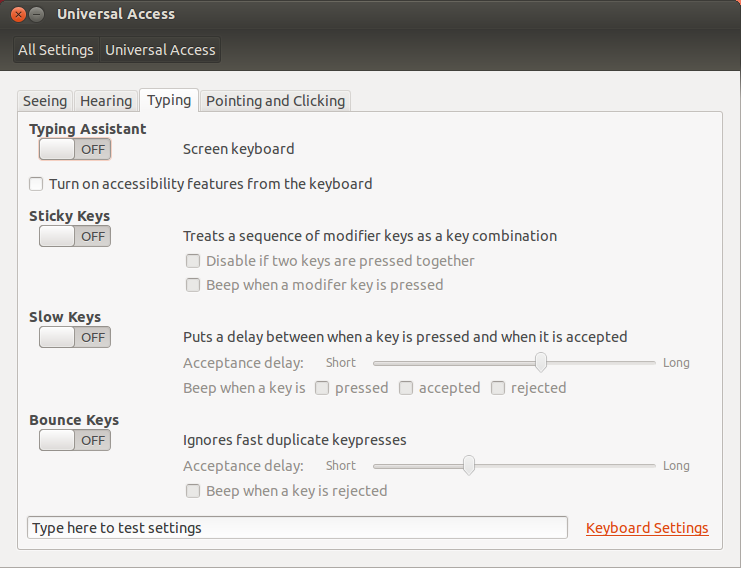 Universal Access
All Settings Universal Access
Seeing Hearing Typing Pointing and Clicking
Typing Assistant
OFF Screen keyboard
Turn on accessibility features from the keyboard
Sticky Keys
OFF Treats a sequence of modifier keys as a key combination
Disable if two keys are pressed together
Beep when a modifer key is pressed
Slow Keys
OFF Puts a delay between when a key is pressed and when it is accepted
Acceptance delay: Short Long
Beep when a key is pressed accepted rejected
Bounce Keys
OFF Ignores fast duplicate keypresses
Acceptance delay: Short Long
Beep when a key is rejected
Type here to test settings Keyboard Settings